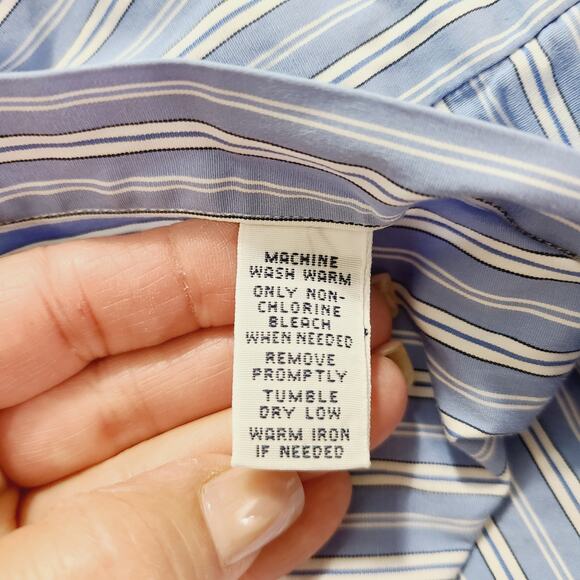 MACHINE
WASH WARM
ONLY NON-
CHLORINE
BLEACH
WHEN NEEDED
REMOVE
PROMPTLY
TUMBLE
DRY LOW
WARM IRON
IF NEEDED